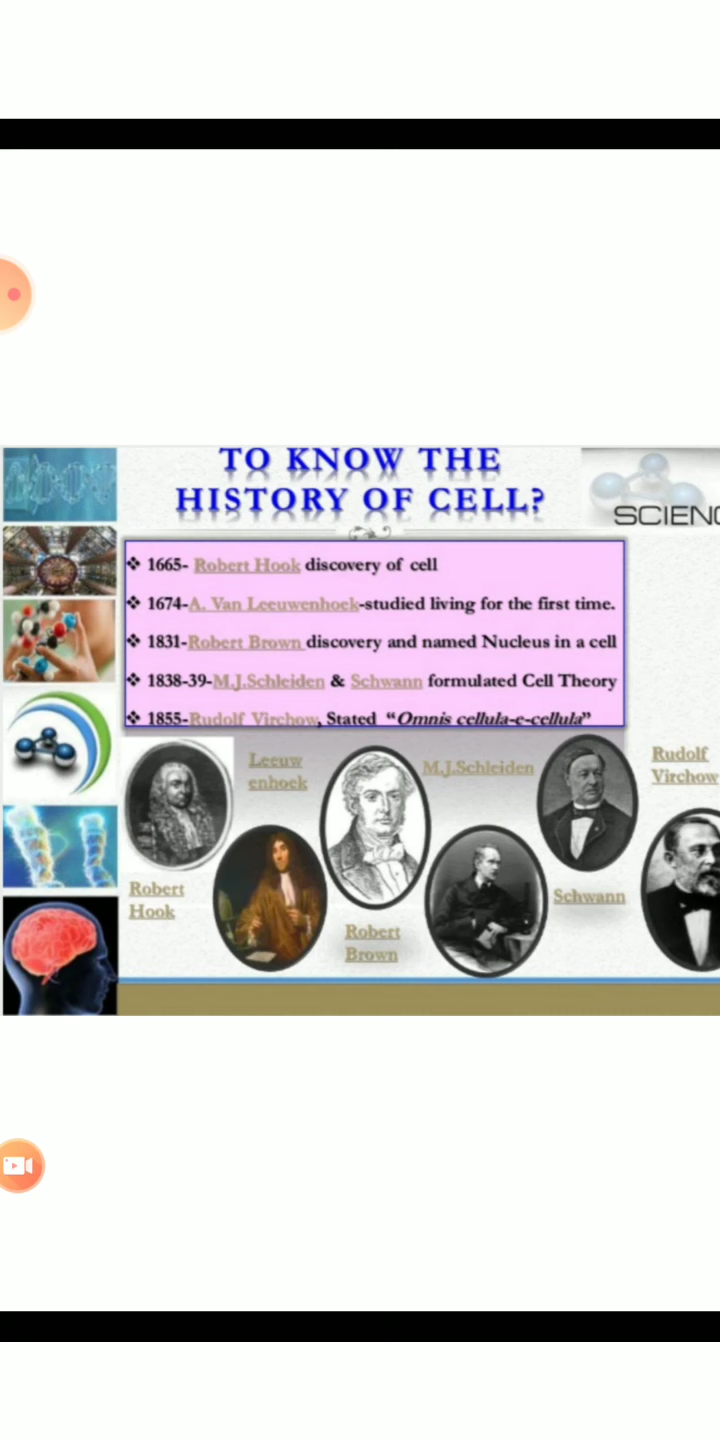 TO KNOW THE
HISTORY OF CELL?
SCIENC
❖ 1665- Robert Hook discovery of cell
❖ 1674-A. Van Leeuwenhoek-studied living for the first time.
❖ 1831-Robert Brown discovery and named Nucleus in a cell
❖ 1838-39-M.J.Schleiden & Schwann formulated Cell Theory
❖ 1855-Rudolf Virchow, Stated “Omnis cellula-e-cellula”
Leeuw
enhoek
M.J.Schleiden
Rudolf
Virchow
Robert
Hook
Robert
Brown
Schwann